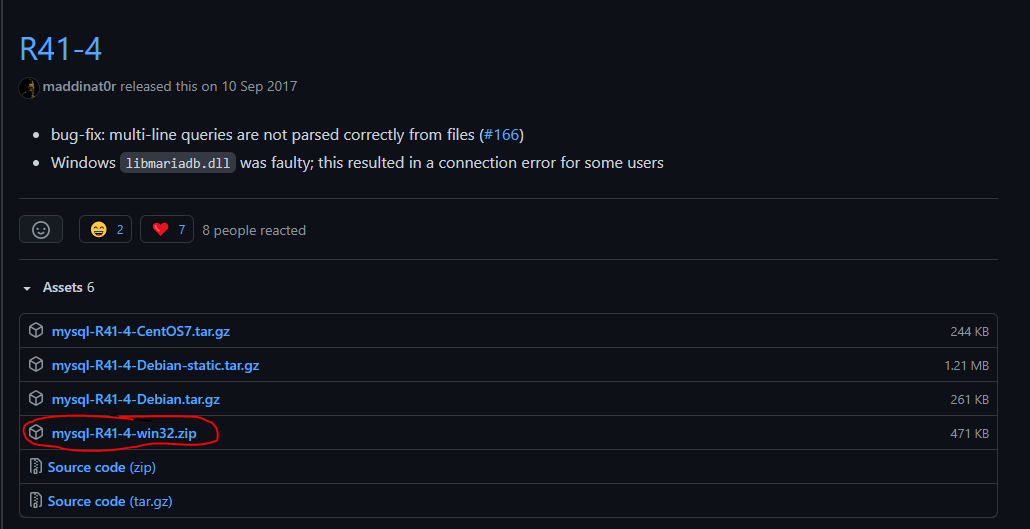 R41-4
maddinat0r released this on 10 Sep 2017
bug-fix: multi-line queries are not parsed correctly from files (#166)
Windows libmariadb.dll was faulty; this resulted in a connection error for some users
2 7 8 people reacted
Assets 6
mysql-R41-4-CentOS7.tar.gz 244 KB
mysql-R41-4-Debian-static.tar.gz 1.21 MB
mysql-R41-4-Debian.tar.gz 261 KB
mysql-R41-4-win32.zip 471 KB
Source code (zip)
Source code (tar.gz)